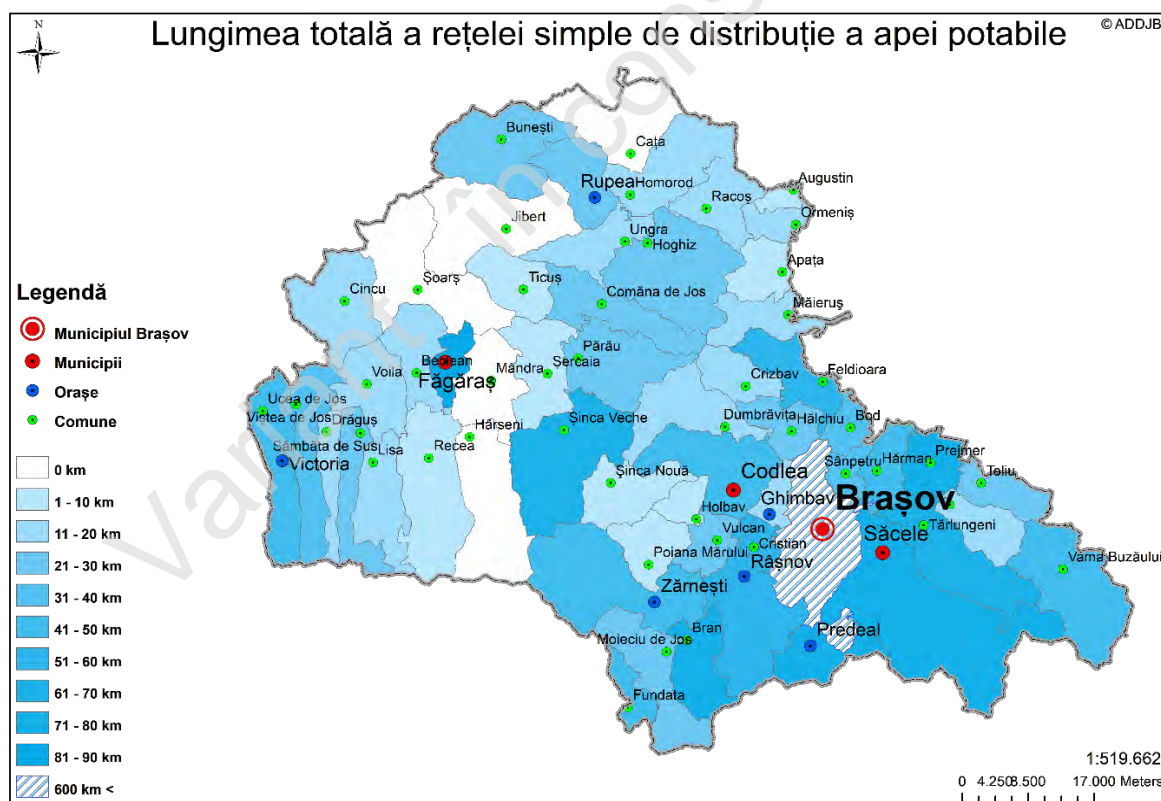 © ADDJB
N
Lungimea totală a rețelei simple de distribuție a apei potabile
Bunești
Cața
Rupea
Homorod
Augustin
Racoș
Ormeniș
Jibert
Ungra
Hoghiz
Apața
Șoarș
Ticuș
Cincu
Comăna de Jos
Măieruș
Părău
Mândra
Șercaia
Voila
Beclean
Făgăraș
Crizbav
Feldioara
Ucea de Jos
Viștea de Jos
Drăguș
Sâmbăta de Sus
Victoria
Lisa
Recea
Hârseni
Șinca Veche
Dumbrăvița
Hălchiu
Bod
Șinca Nouă
Codlea
Sânpetru
Hărman
Prejmer
Teliu
Ghimbav
Brașov
Holbav
Vulcan
Cristian
Tărlungeni
Săcele
Poiana Mărului
Râșnov
Vama Buzăului
Zărnești
Bran
Predeal
Moieciu de Jos
Fundata
Legendă
Municipiul Brașov
Municipii
Orașe
Comune
0 km
1 - 10 km
11 - 20 km
21 - 30 km
31 - 40 km
41 - 50 km
51 - 60 km
61 - 70 km
71 - 80 km
81 - 90 km
600 km <
1:519.662
0 4.250 8.500 17.000 Meters
Variantă în cons